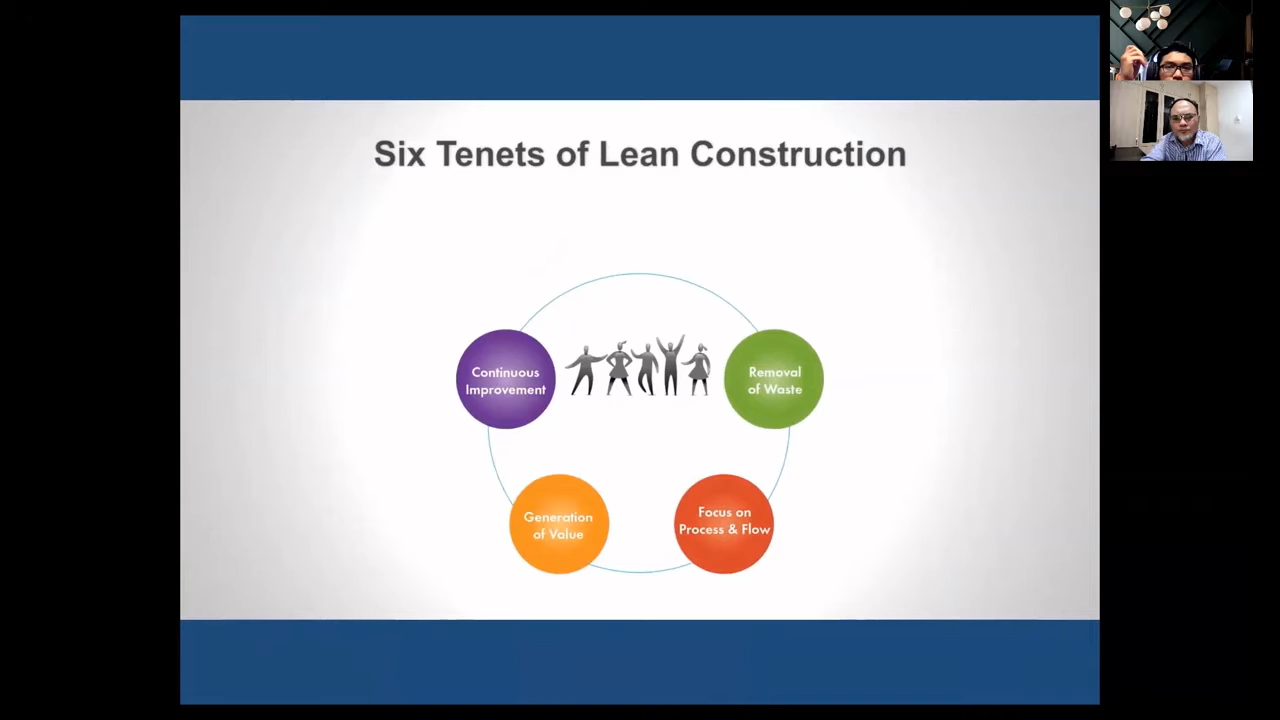 Six Tenets of Lean Construction
Continuous
Improvement
Removal
of Waste
Generation
of Value
Focus on
Process & Flow